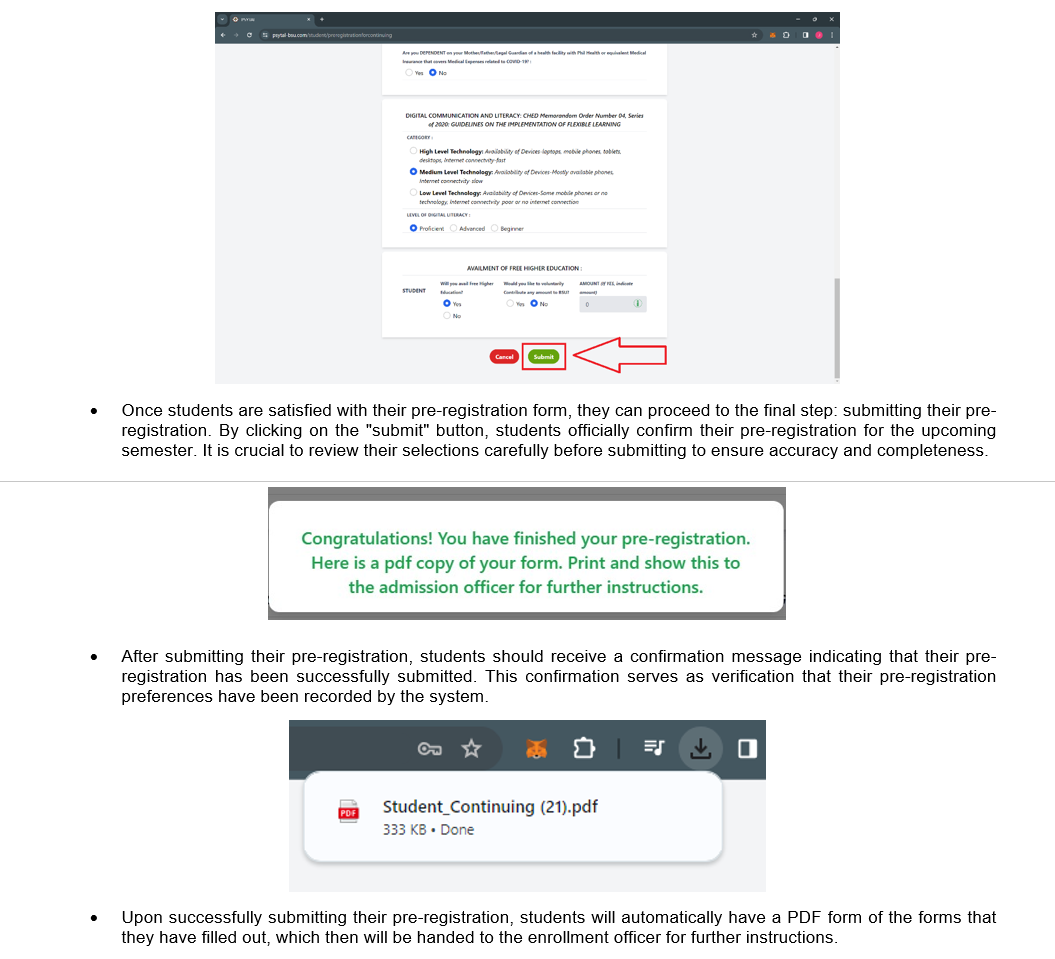 PSYTAL
psytal-bsu.com/student/preregistrationforcontinuing
Are you DEPENDENT on your Mother/Father/Legal Guardian of a health facility with Phil Health or equivalent Medical
Insurance that covers Medical Expenses related to COVID-19? :
Yes No
DIGITAL COMMUNICATION AND LITERACY: CHED Memorandom Order Number 04, Series
of 2020: GUIDELINES ON THE IMPLEMENTATION OF FLEXIBLE LEARNING
CATEGORY :
High Level Technology: Availability of Devices-laptops, mobile phones, tablets,
desktops, Internet connectivity-fast
Medium Level Technology: Availability of Devices-Mostly available phones,
Internet connectivity-slow
Low Level Technology: Availability of Devices-Some mobile phones or no
technology, Internet connectivity poor or no internet connection
LEVEL OF DIGITAL LITERACY :
Proficient Advanced Beginner
AVAILMENT OF FREE HIGHER EDUCATION :
Will you avail Free Higher Would you like to voluntarily AMOUNT (If YES, indicate
STUDENT Education? Contribute any amount to BSU? amount)
Yes Yes No 0
No
Cancel Submit
• Once students are satisfied with their pre-registration form, they can proceed to the final step: submitting their pre-
registration. By clicking on the "submit" button, students officially confirm their pre-registration for the upcoming
semester. It is crucial to review their selections carefully before submitting to ensure accuracy and completeness.
Congratulations! You have finished your pre-registration.
Here is a pdf copy of your form. Print and show this to
the admission officer for further instructions.
• After submitting their pre-registration, students should receive a confirmation message indicating that their pre-
registration has been successfully submitted. This confirmation serves as verification that their pre-registration
preferences have been recorded by the system.
PDF
Student_Continuing (21).pdf
333 KB • Done
• Upon successfully submitting their pre-registration, students will automatically have a PDF form of the forms that
they have filled out, which then will be handed to the enrollment officer for further instructions.